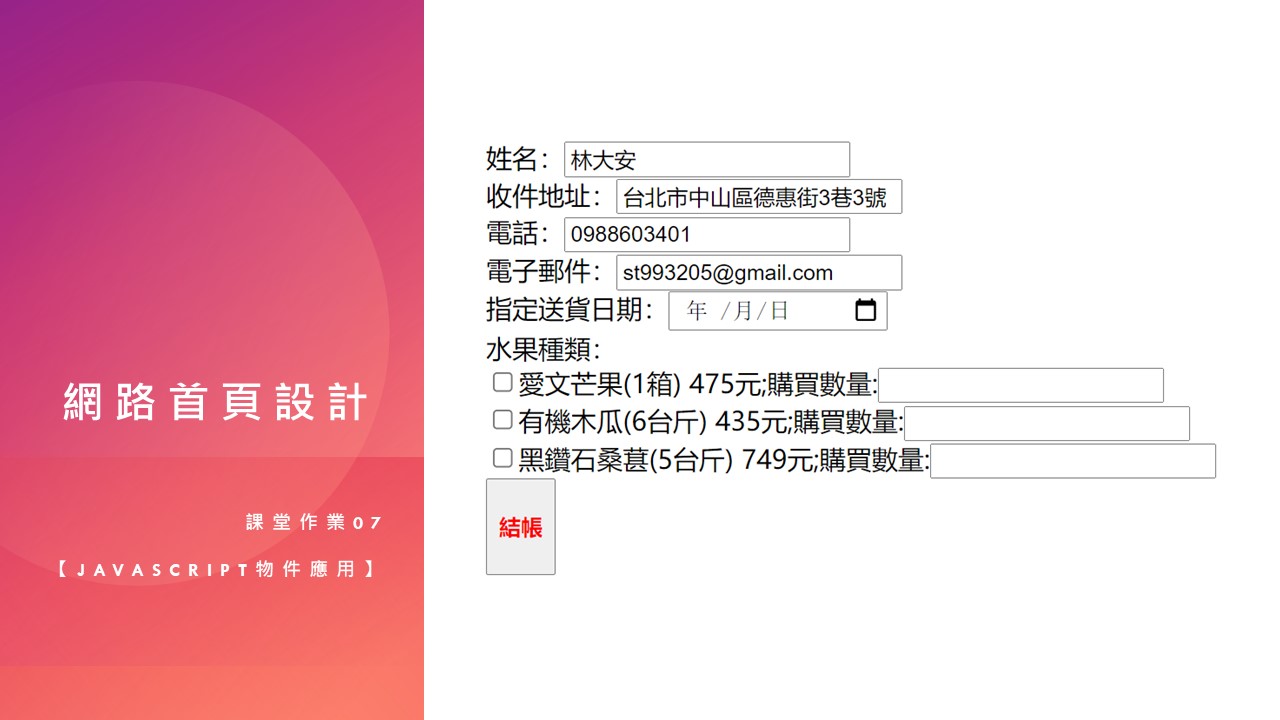 網路首頁設計
課堂作業07
【JAVASCRIPT物件應用】
姓名: 林大安
收件地址: 台北市中山區德惠街3巷3號
電話: 0988603401
電子郵件: st993205@gmail.com
指定送貨日期: 年 /月/日
水果種類:
愛文芒果(1箱) 475元;購買數量:
有機木瓜(6台斤) 435元;購買數量:
黑鑽石桑葚(5台斤) 749元;購買數量:
結帳